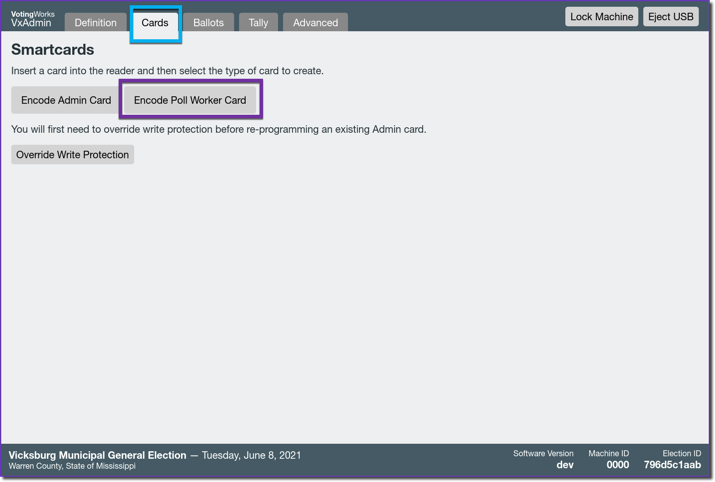 VotingWorks
VxAdmin
Definition
Cards
Ballots
Tally
Advanced
Lock Machine
Eject USB
Smartcards
Insert a card into the reader and then select the type of card to create.
Encode Admin Card
Encode Poll Worker Card
You will first need to override write protection before re-programming an existing Admin card.
Override Write Protection
Vicksburg Municipal General Election — Tuesday, June 8, 2021
Warren County, State of Mississippi
Software Version
dev
Machine ID
0000
Election ID
796d5c1aab